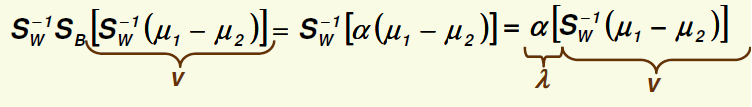 S_W^{-1} S_B [S_W^{-1} (μ_1 − μ_2)] = S_W^{-1} [α (μ_1 − μ_2)] = α [S_W^{-1} (μ_1 − μ_2)]
v λ v